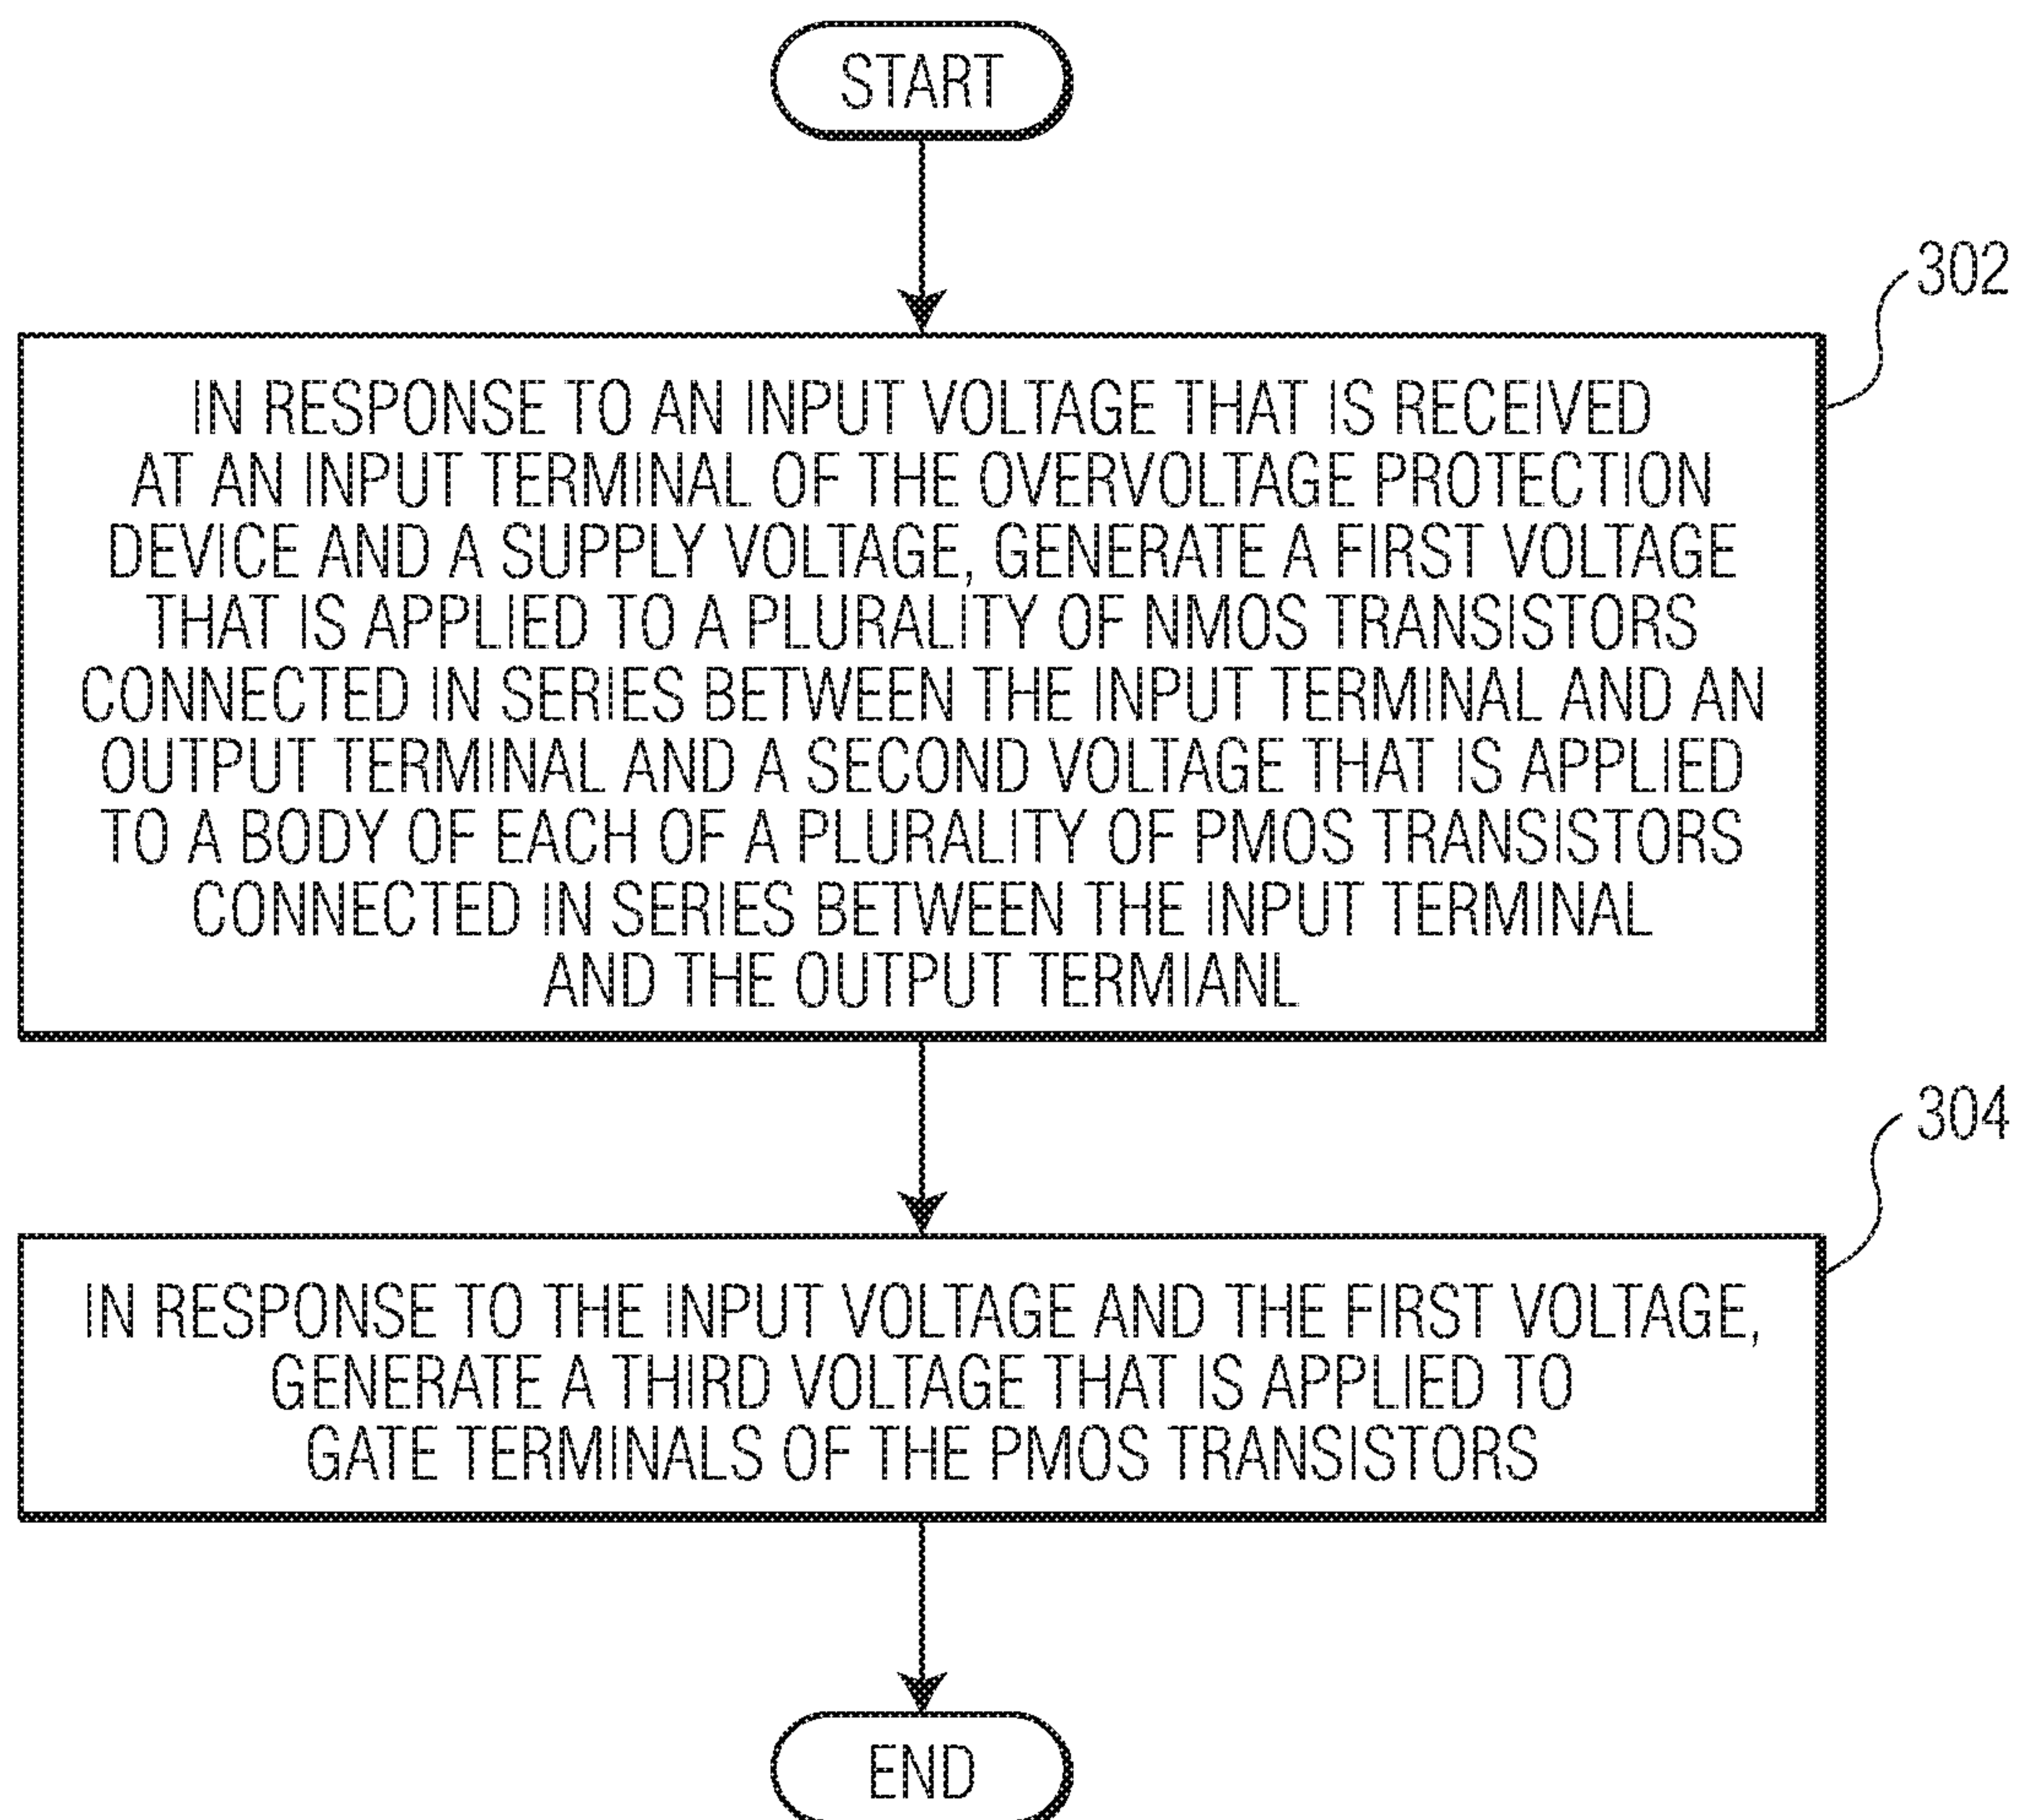 START
302
IN RESPONSE TO AN INPUT VOLTAGE THAT IS RECEIVED
AT AN INPUT TERMINAL OF THE OVERVOLTAGE PROTECTION
DEVICE AND A SUPPLY VOLTAGE, GENERATE A FIRST VOLTAGE
THAT IS APPLIED TO A PLURALITY OF NMOS TRANSISTORS
CONNECTED IN SERIES BETWEEN THE INPUT TERMINAL AND AN
OUTPUT TERMINAL AND A SECOND VOLTAGE THAT IS APPLIED
TO A BODY OF EACH OF A PLURALITY OF PMOS TRANSISTORS
CONNECTED IN SERIES BETWEEN THE INPUT TERMINAL
AND THE OUTPUT TERMIANL
304
IN RESPONSE TO THE INPUT VOLTAGE AND THE FIRST VOLTAGE,
GENERATE A THIRD VOLTAGE THAT IS APPLIED TO
GATE TERMINALS OF THE PMOS TRANSISTORS
END